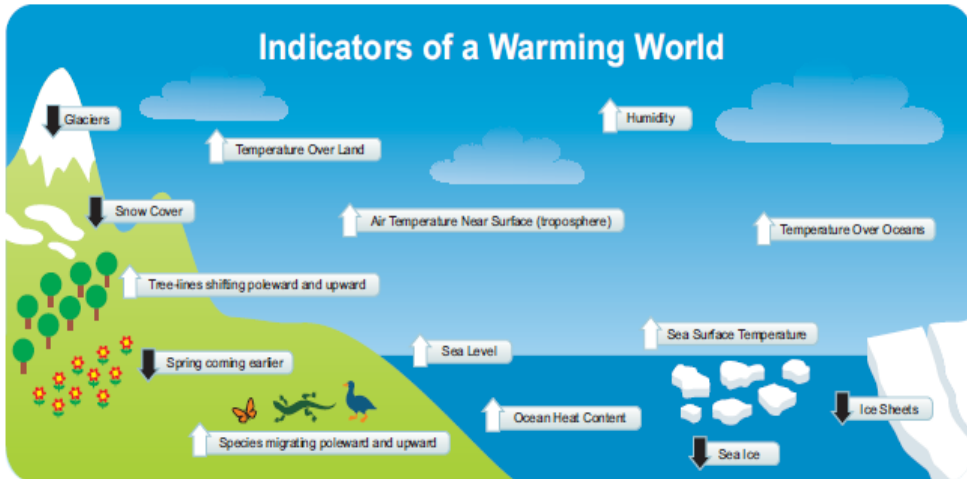 Indicators of a Warming World
Glaciers
Humidity
Temperature Over Land
Snow Cover
Air Temperature Near Surface (troposphere)
Temperature Over Oceans
Tree-lines shifting poleward and upward
Sea Surface Temperature
Sea Level
Spring coming earlier
Ice Sheets
Ocean Heat Content
Species migrating poleward and upward
Sea Ice